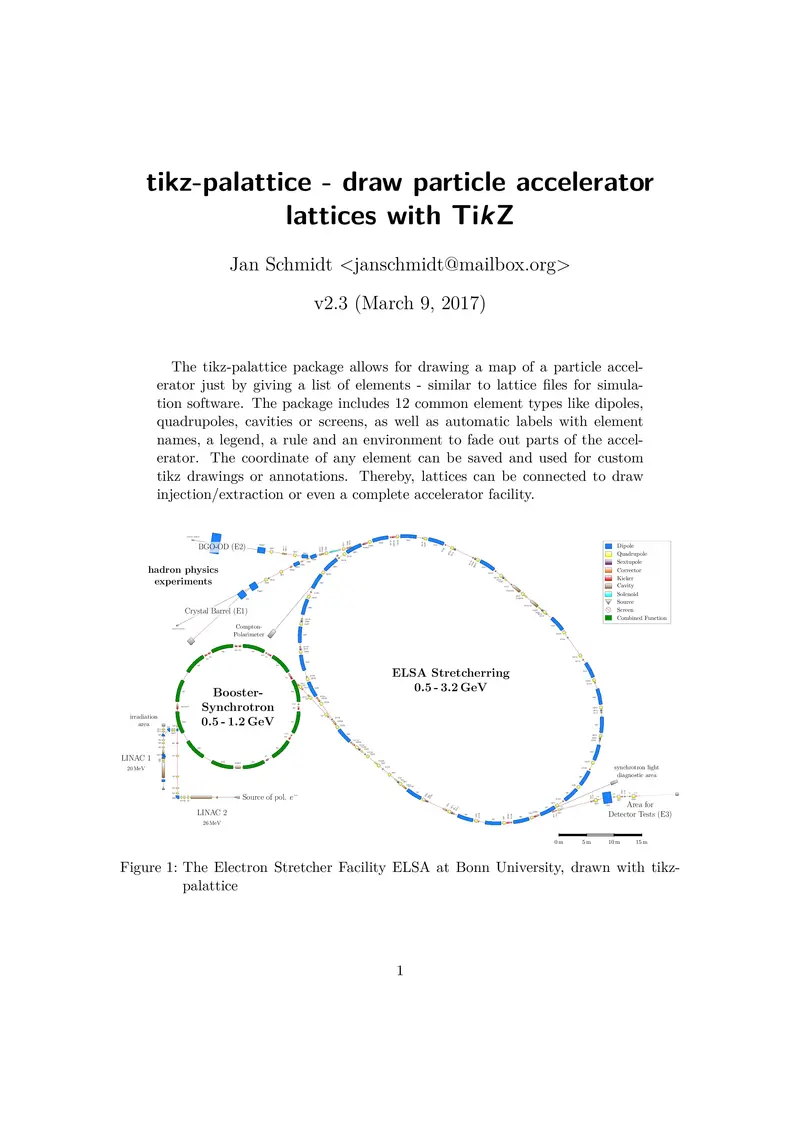 tikz-palattice - draw particle accelerator
lattices with TikZ
Jan Schmidt <janschmidt@mailbox.org>
v2.3 (March 9, 2017)
The tikz-palattice package allows for drawing a map of a particle accel-
erator just by giving a list of elements - similar to lattice files for simula-
tion software. The package includes 12 common element types like dipoles,
quadrupoles, cavities or screens, as well as automatic labels with element
names, a legend, a rule and an environment to fade out parts of the accel-
erator. The coordinate of any element can be saved and used for custom
tikz drawings or annotations. Thereby, lattices can be connected to draw
injection/extraction or even a complete accelerator facility.
BGO-OD (E2)
hadron physics
experiments
Crystal Barrel (E1)
Compton-
Polarimeter
Dipole
Quadrupole
Sextupole
Corrector
Kicker
Cavity
Solenoid
Source
Screen
Combined Function
ELSA Stretcherring
0.5 - 3.2 GeV
Booster-
Synchrotron
0.5 - 1.2 GeV
irradiation
area
LINAC 1
20 MeV
Source of pol. e⁻
LINAC 2
26 MeV
synchrotron light
diagnostic area
Area for
Detector Tests (E3)
0 m 5 m 10 m 15 m
Figure 1: The Electron Stretcher Facility ELSA at Bonn University, drawn with tikz-
palattice
1